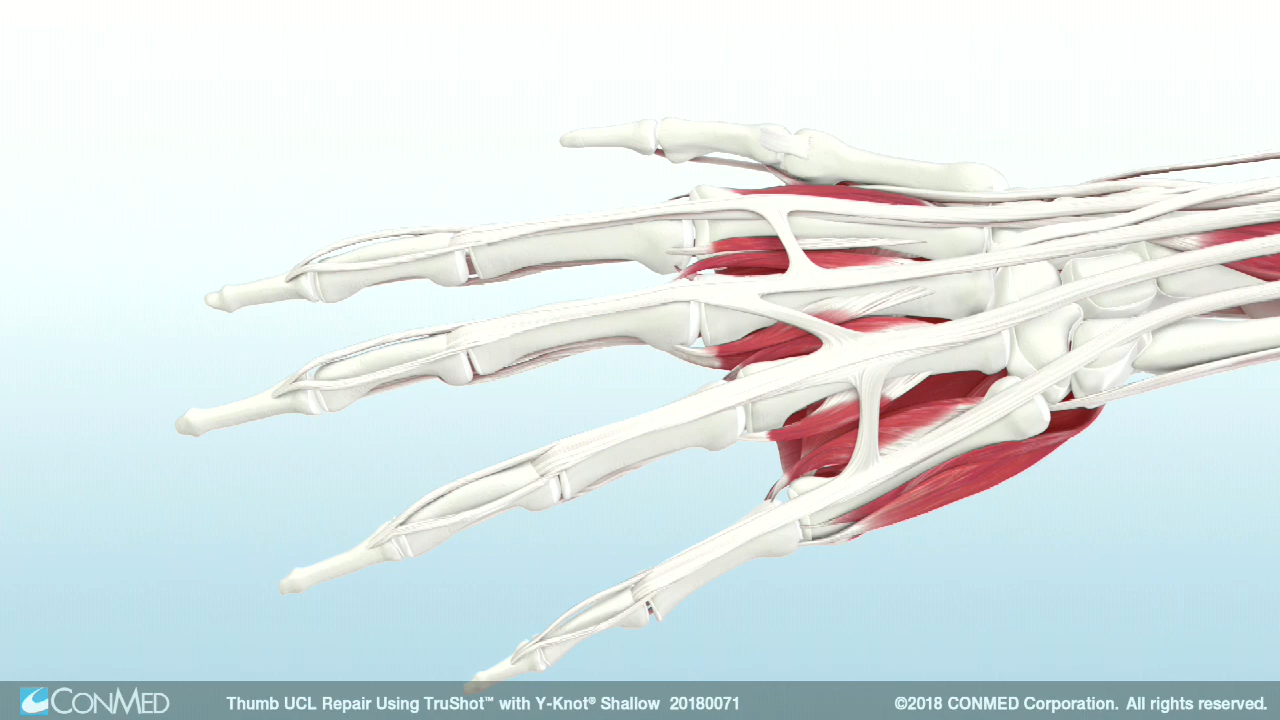 CONMED Thumb UCL Repair Using TruShot™ with Y-Knot® Shallow 20180071 ©2018 CONMED Corporation. All rights reserved.